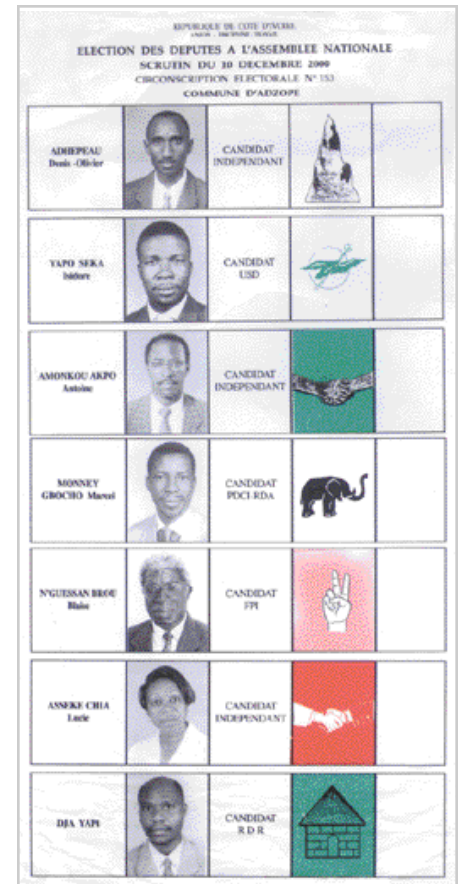 REPUBLIQUE DE COTE D'IVOIRE
ELECTION DES DEPUTES A L'ASSEMBLEE NATIONALE
SCRUTIN DU 10 DECEMBRE 2000
CIRCONSCRIPTION ELECTORALE N° 153
COMMUNE D'ADZOPE
ADHEPEAU
Denis -Olivier
CANDIDAT
INDEPENDANT
YAPO SEKA
Isidore
CANDIDAT
USD
AMONKOU AKPO
Antoine
CANDIDAT
INDEPENDANT
MONNEY
GBOCHO Marcel
CANDIDAT
PDCI-RDA
N'GUESSAN BROU
Blaise
CANDIDAT
FPI
ASSEKE CHIA
Lucie
CANDIDAT
INDEPENDANT
DJA YAPI
CANDIDAT
R D R